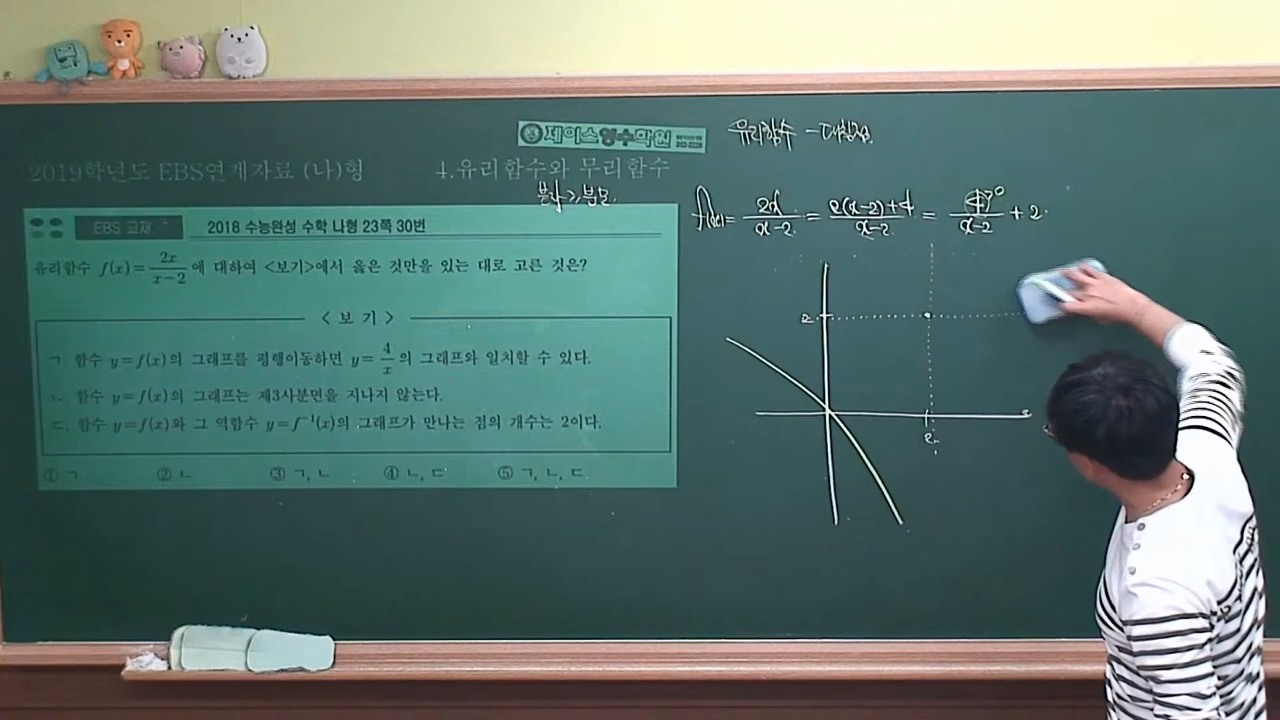 제이스영수학원
유리함수 - 대칭점
2019학년도 EBS연계자료 (나)형 4.유리함수와 무리함수
분자≥분모.
f(x)= 2x/x-2 = 2(x-2)+4/x-2 = 4>0/x-2 + 2
EBS 교재 2018 수능완성 수학 나형 23쪽 30번
유리함수 f(x)=2x/x-2에 대하여 <보기>에서 옳은 것만을 있는 대로 고른 것은?
< 보 기 >
ㄱ. 함수 y=f(x)의 그래프를 평행이동하면 y=4/x의 그래프와 일치할 수 있다.
ㄴ. 함수 y=f(x)의 그래프는 제3사분면을 지나지 않는다.
ㄷ. 함수 y=f(x)와 그 역함수 y=f⁻¹(x)의 그래프가 만나는 점의 개수는 2이다.
① ㄱ ② ㄴ ③ ㄱ, ㄴ ④ ㄴ, ㄷ ⑤ ㄱ, ㄴ, ㄷ
2
2